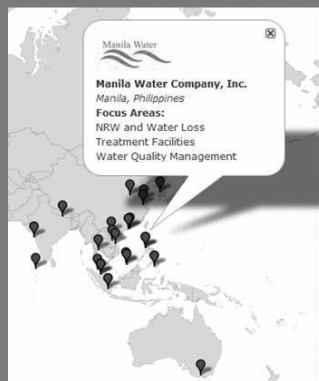 Manila Water
Manila Water Company, Inc.
Manila, Philippines
Focus Areas:
NRW and Water Loss
Treatment Facilities
Water Quality Management